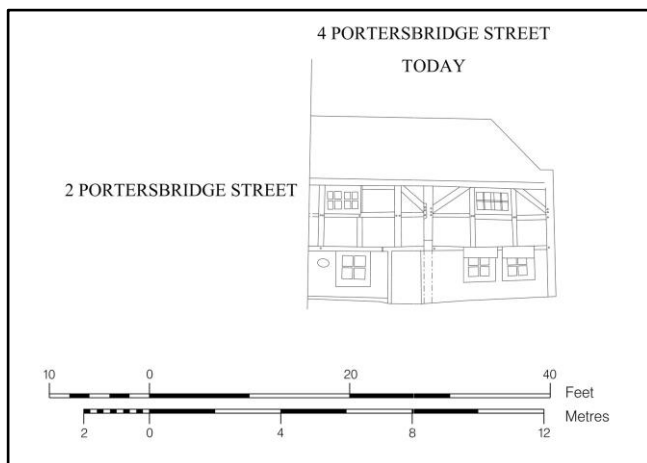 4 PORTERSBRIDGE STREET
TODAY
2 PORTERSBRIDGE STREET
10 0 20 40
Feet
Metres
2 0 4 8 12